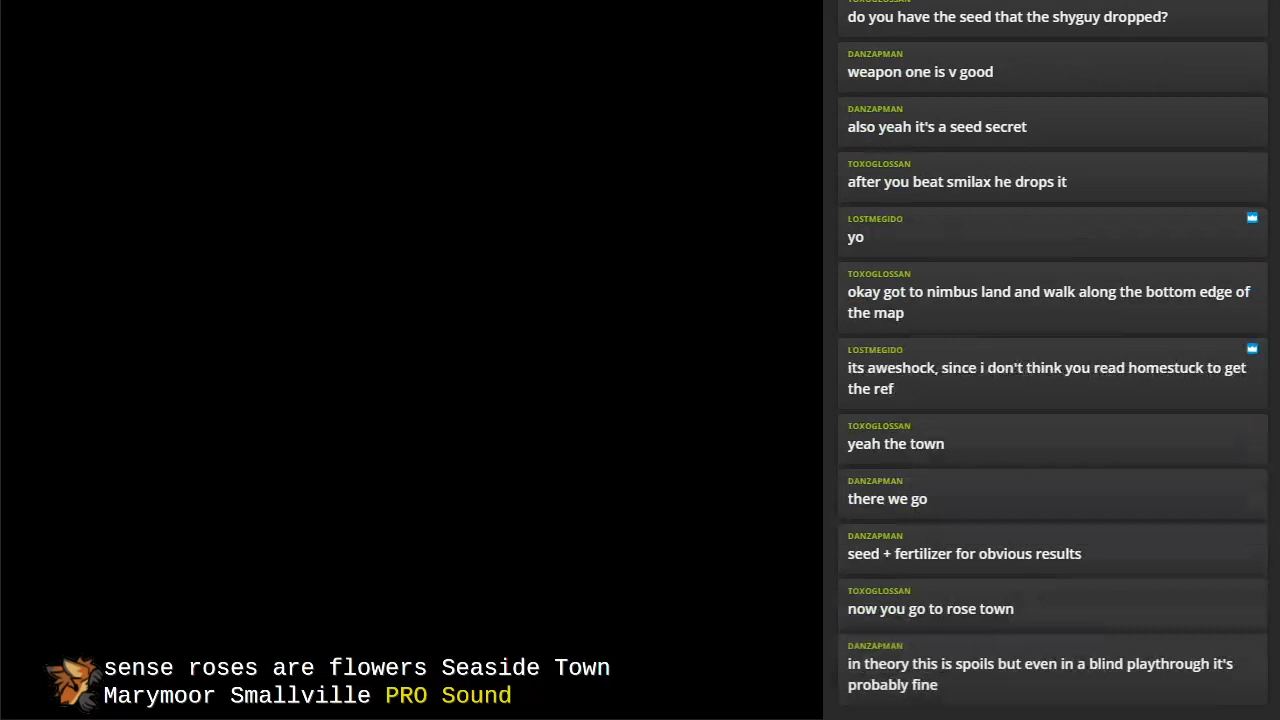 do you have the seed that the shyguy dropped?
DANZAPMAN
weapon one is v good
DANZAPMAN
also yeah it's a seed secret
TOXOGLOSSAN
after you beat smilax he drops it
LOSTMEGIDO
yo
TOXOGLOSSAN
okay got to nimbus land and walk along the bottom edge of
the map
LOSTMEGIDO
its aweshock, since i don't think you read homestuck to get
the ref
TOXOGLOSSAN
yeah the town
DANZAPMAN
there we go
DANZAPMAN
seed + fertilizer for obvious results
TOXOGLOSSAN
now you go to rose town
DANZAPMAN
in theory this is spoils but even in a blind playthrough it's
probably fine
sense roses are flowers Seaside Town
Marymoor Smallville PRO Sound